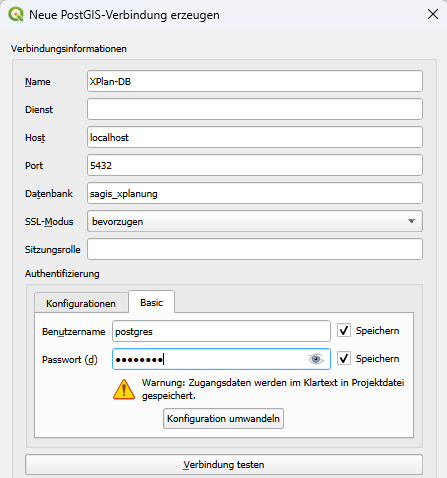 Neue PostGIS-Verbindung erzeugen
Verbindungsinformationen
Name XPlan-DB
Dienst
Host localhost
Port 5432
Datenbank sagis_xplanung
SSL-Modus bevorzugen
Sitzungsrolle
Authentifizierung
Konfigurationen Basic
Benutzername postgres Speichern
Passwort (d) ●●●●●●●● Speichern
Warnung: Zugangsdaten werden im Klartext in Projektdatei
gespeichert.
Konfiguration umwandeln
Verbindung testen